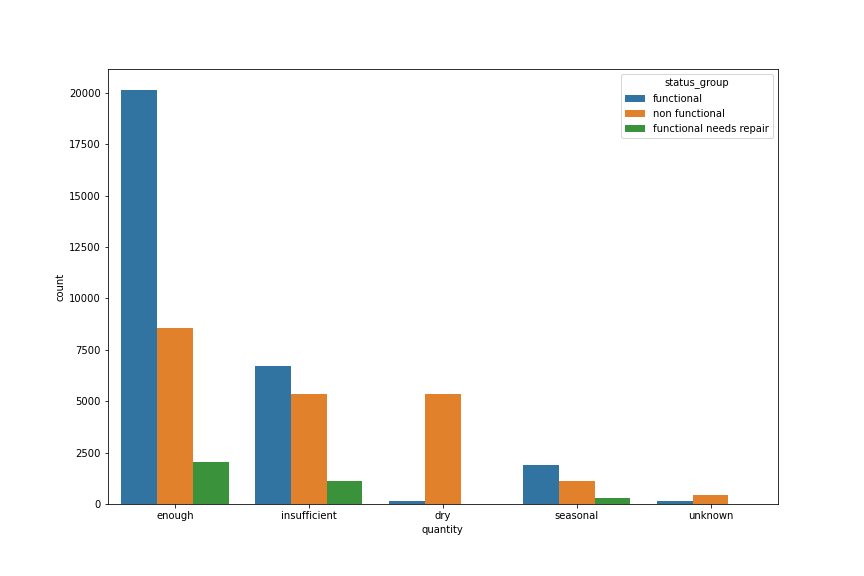 status_group
functional
non functional
functional needs repair
20000
17500
15000
12500
10000
7500
5000
2500
0
count
enough insufficient dry seasonal unknown
quantity